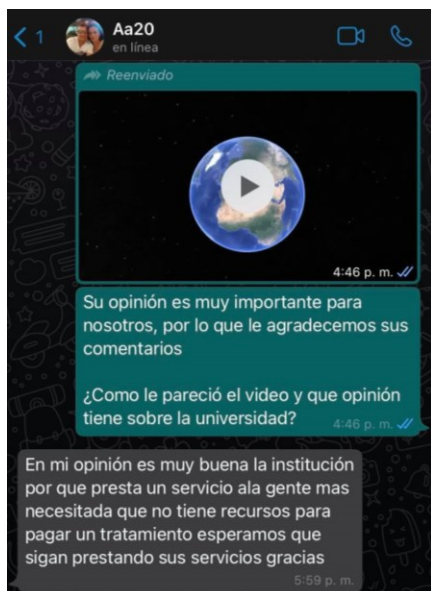 1
Aa20
en línea
Reenviado
4:46 p. m.
Su opinión es muy importante para
nosotros, por lo que le agradecemos sus
comentarios
¿Como le pareció el video y que opinión
tiene sobre la universidad?
4:46 p. m.
En mi opinión es muy buena la institución
por que presta un servicio ala gente mas
necesitada que no tiene recursos para
pagar un tratamiento esperamos que
sigan prestando sus servicios gracias
5:59 p. m.